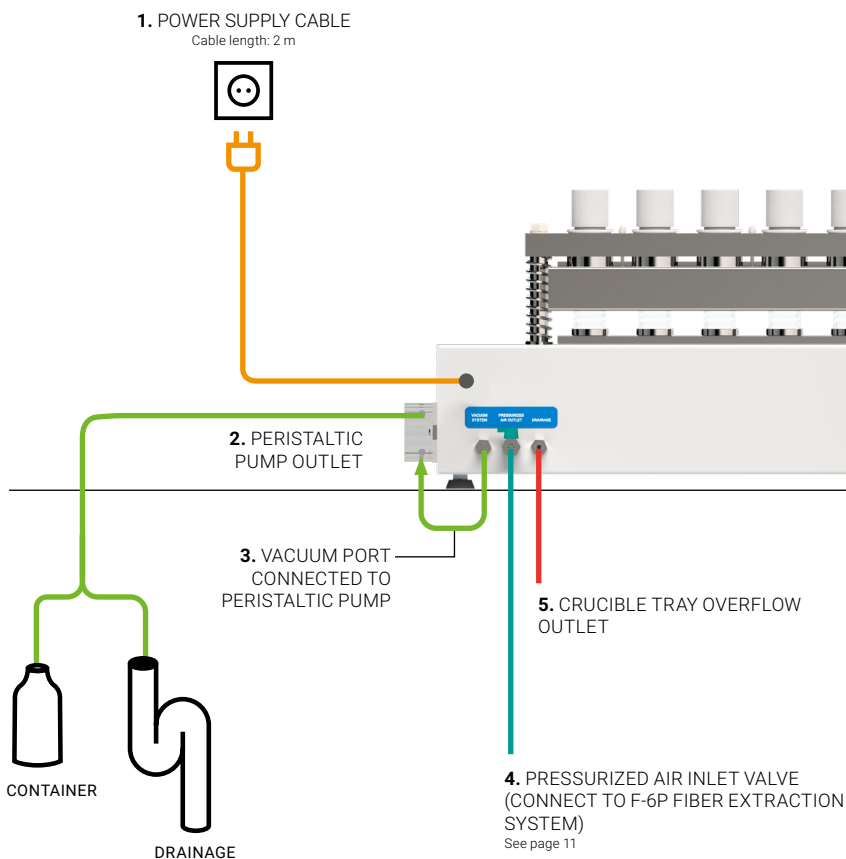 1. POWER SUPPLY CABLE
Cable length: 2 m
VACUUM
SYSTEM
PRESSURIZED
AIR OUTLET
DRAINAGE
2. PERISTALTIC
PUMP OUTLET
3. VACUUM PORT
CONNECTED TO
PERISTALTIC PUMP
5. CRUCIBLE TRAY OVERFLOW
OUTLET
CONTAINER
4. PRESSURIZED AIR INLET VALVE
(CONNECT TO F-6P FIBER EXTRACTION
SYSTEM)
See page 11
DRAINAGE